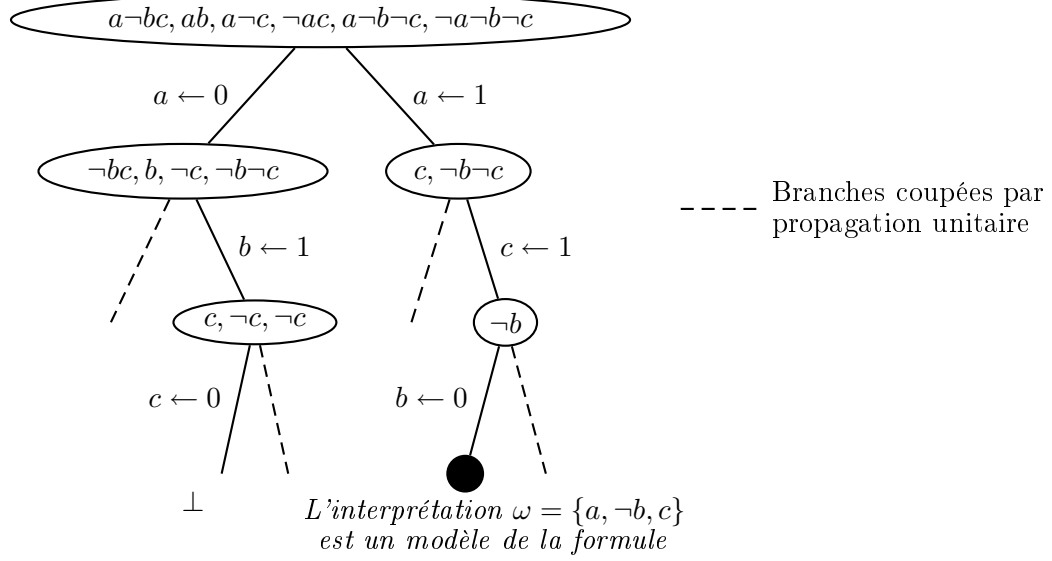 a¬bc, ab, a¬c, ¬ac, a¬b¬c, ¬a¬b¬c
a ← 0
a ← 1
¬bc, b, ¬c, ¬b¬c
c, ¬b¬c
Branches coupées par
propagation unitaire
b ← 1
c ← 1
c, ¬c, ¬c
¬b
c ← 0
b ← 0
⊥
L'interprétation ω = {a, ¬b, c}
est un modèle de la formule